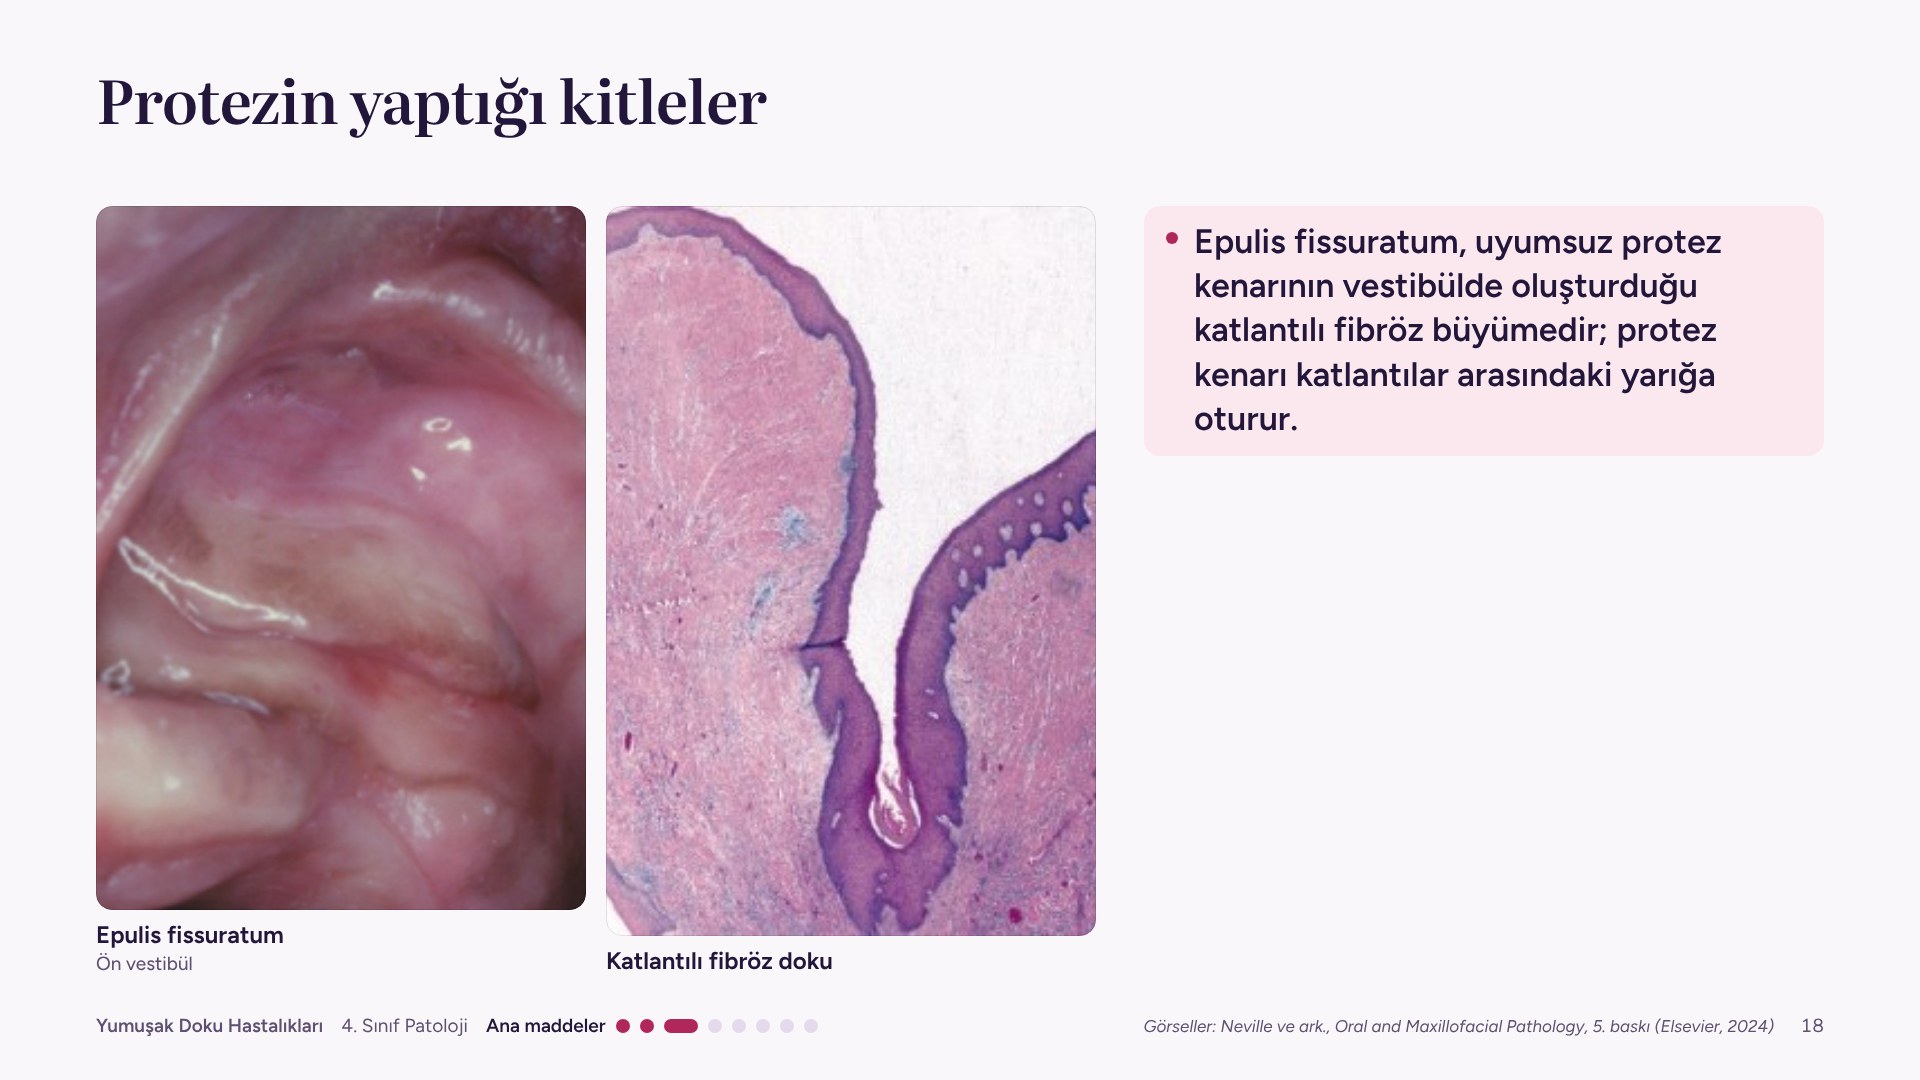 Protezin yaptığı kitleler
Epulis fissuratum, uyumsuz protez
kenarının vestibülde oluşturduğu
katlantılı fibröz büyümedir; protez
kenarı katlantılar arasındaki yarığa
oturur.
Epulis fissuratum
Ön vestibül
Katlantılı fibröz doku
Yumuşak Doku Hastalıkları 4. Sınıf Patoloji Ana maddeler
Görseller: Neville ve ark., Oral and Maxillofacial Pathology, 5. baskı (Elsevier, 2024) 18